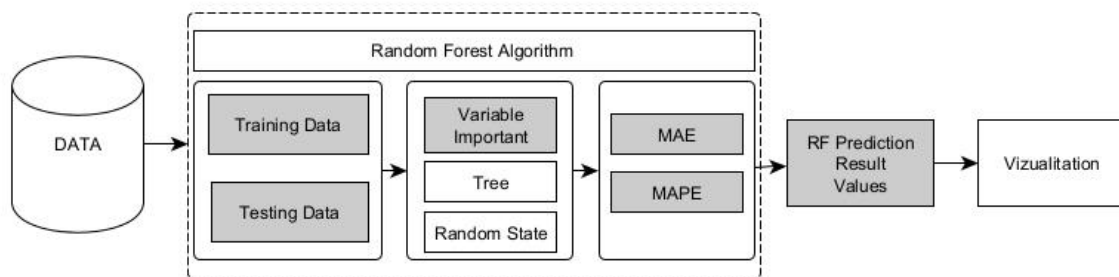 DATA
Random Forest Algorithm
Training Data
Testing Data
Variable
Important
Tree
Random State
MAE
MAPE
RF Prediction
Result
Values
Vizualitation